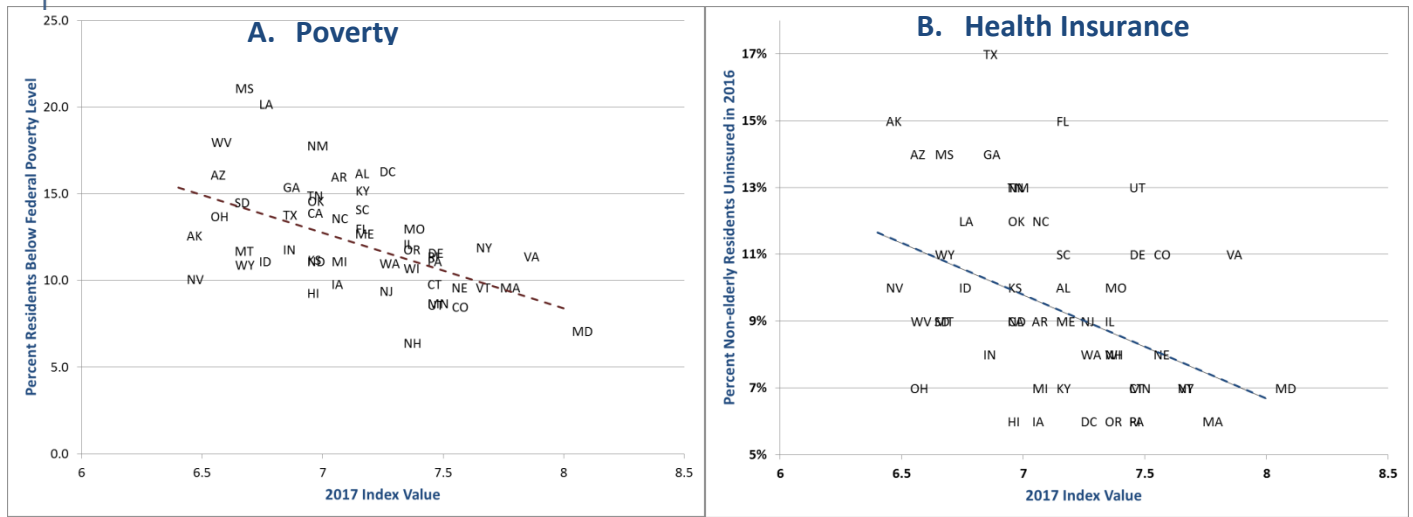 A. Poverty
Percent Residents Below Federal Poverty Level
25.0
20.0
15.0
10.0
5.0
0.0
MS
LA
WV NM
AZ AR AL DC
GA KY
SD TN
OK
OH TX CA NC SC
FL MO
AK ME
IL
MT IN OR NY
DE VA
WY ID KS MI WA WI PA
NV IA CT NE VT MA
HI NJ
MN CO
UT
MD
NH
6 6.5 7 7.5 8 8.5
2017 Index Value
B. Health Insurance
Percent Non-elderly Residents Uninsured in 2016
17%
15%
13%
11%
9%
7%
5%
TX
AK FL
AZ MS GA
NM UT
LA OK NC
WY SC DE CO VA
NV ID KS AL MO
WV MT AR ME NJ IL
IN WA NE
OH MI KY MN MD
HI IA DC OR PA MA
6 6.5 7 7.5 8 8.5
2017 Index Value